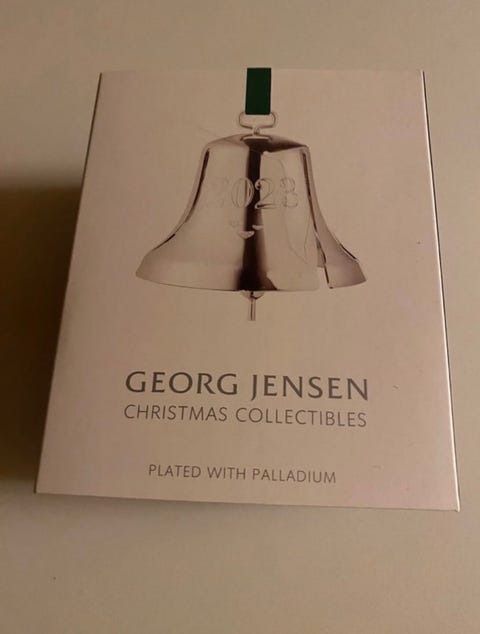 2023
GEORG JENSEN
CHRISTMAS COLLECTIBLES
PLATED WITH PALLADIUM